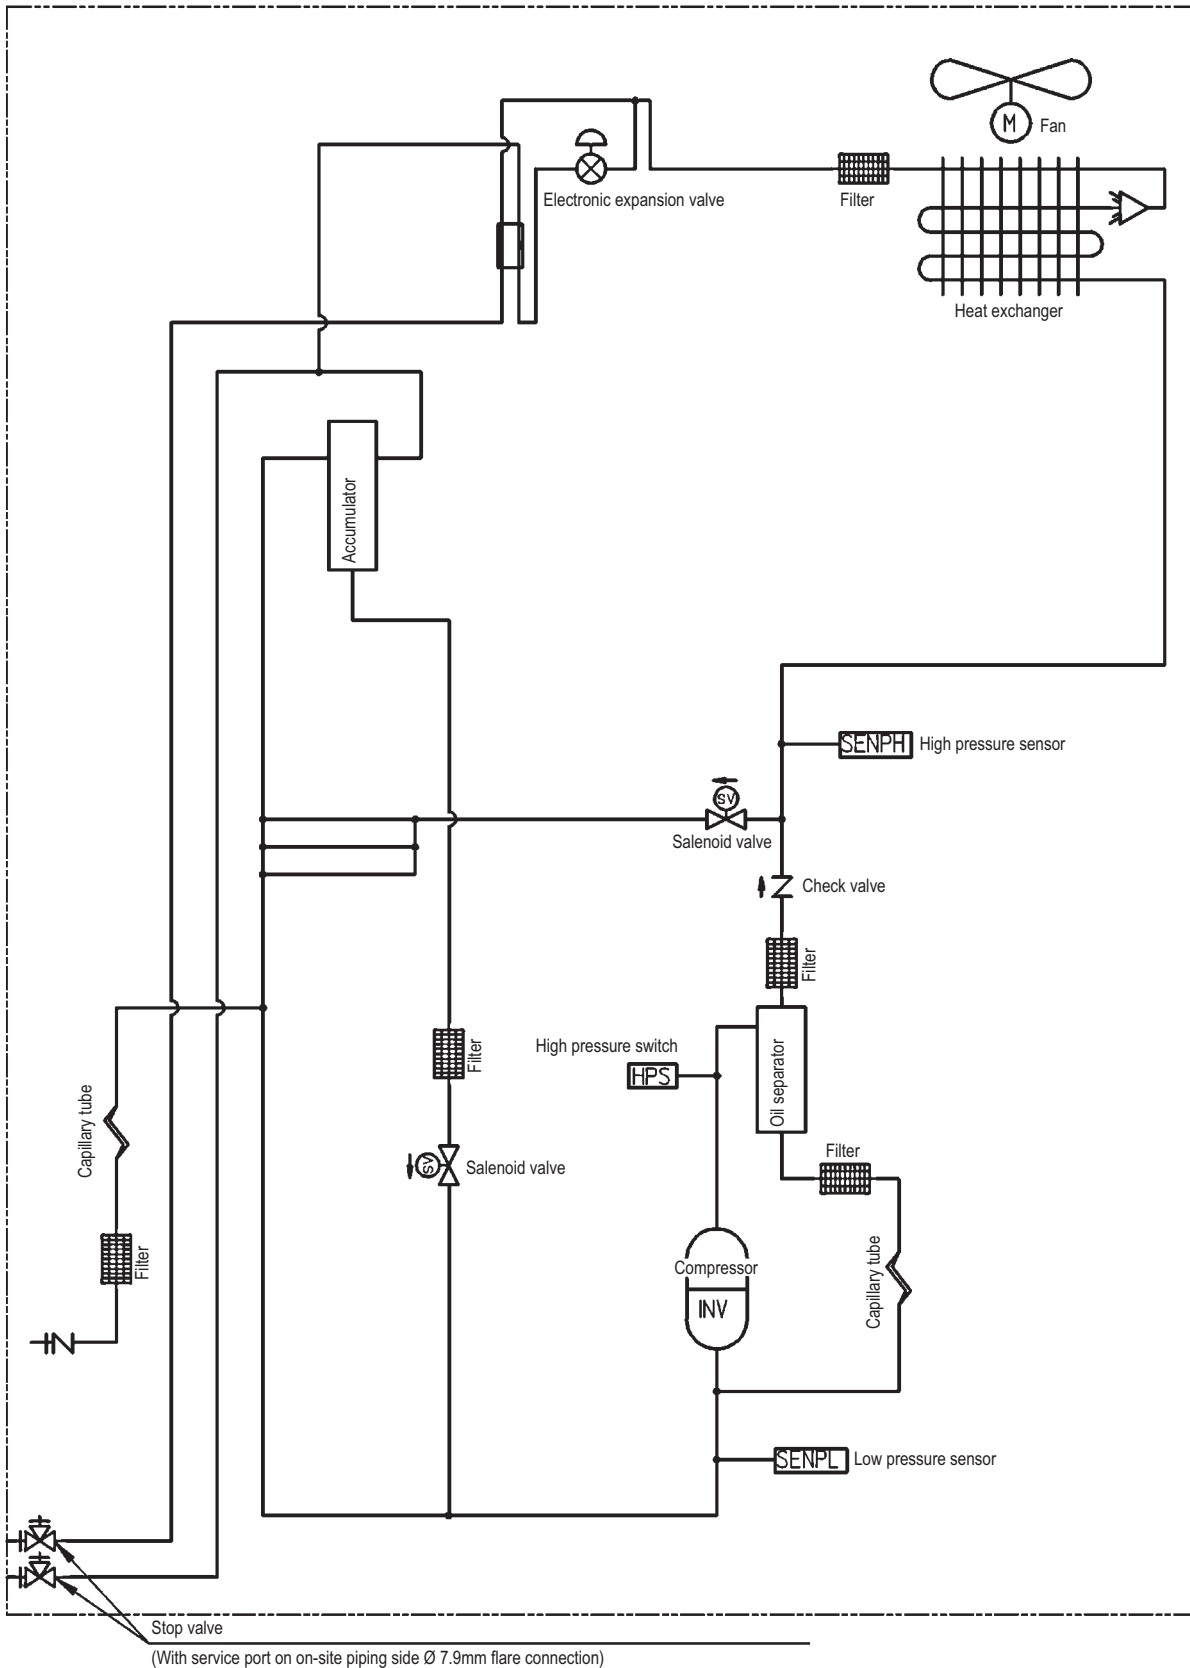 M
Fan
Electronic expansion valve
Filter
Heat exchanger
Accumulator
SENPH
High pressure sensor
SV
Salenoid valve
Check valve
Filter
High pressure switch
HPS
Oil separator
Filter
Capillary tube
SV
Salenoid valve
Filter
Filter
Compressor
INV
Capillary tube
SENPL
Low pressure sensor
Stop valve
(With service port on on-site piping side Ø 7.9mm flare connection)